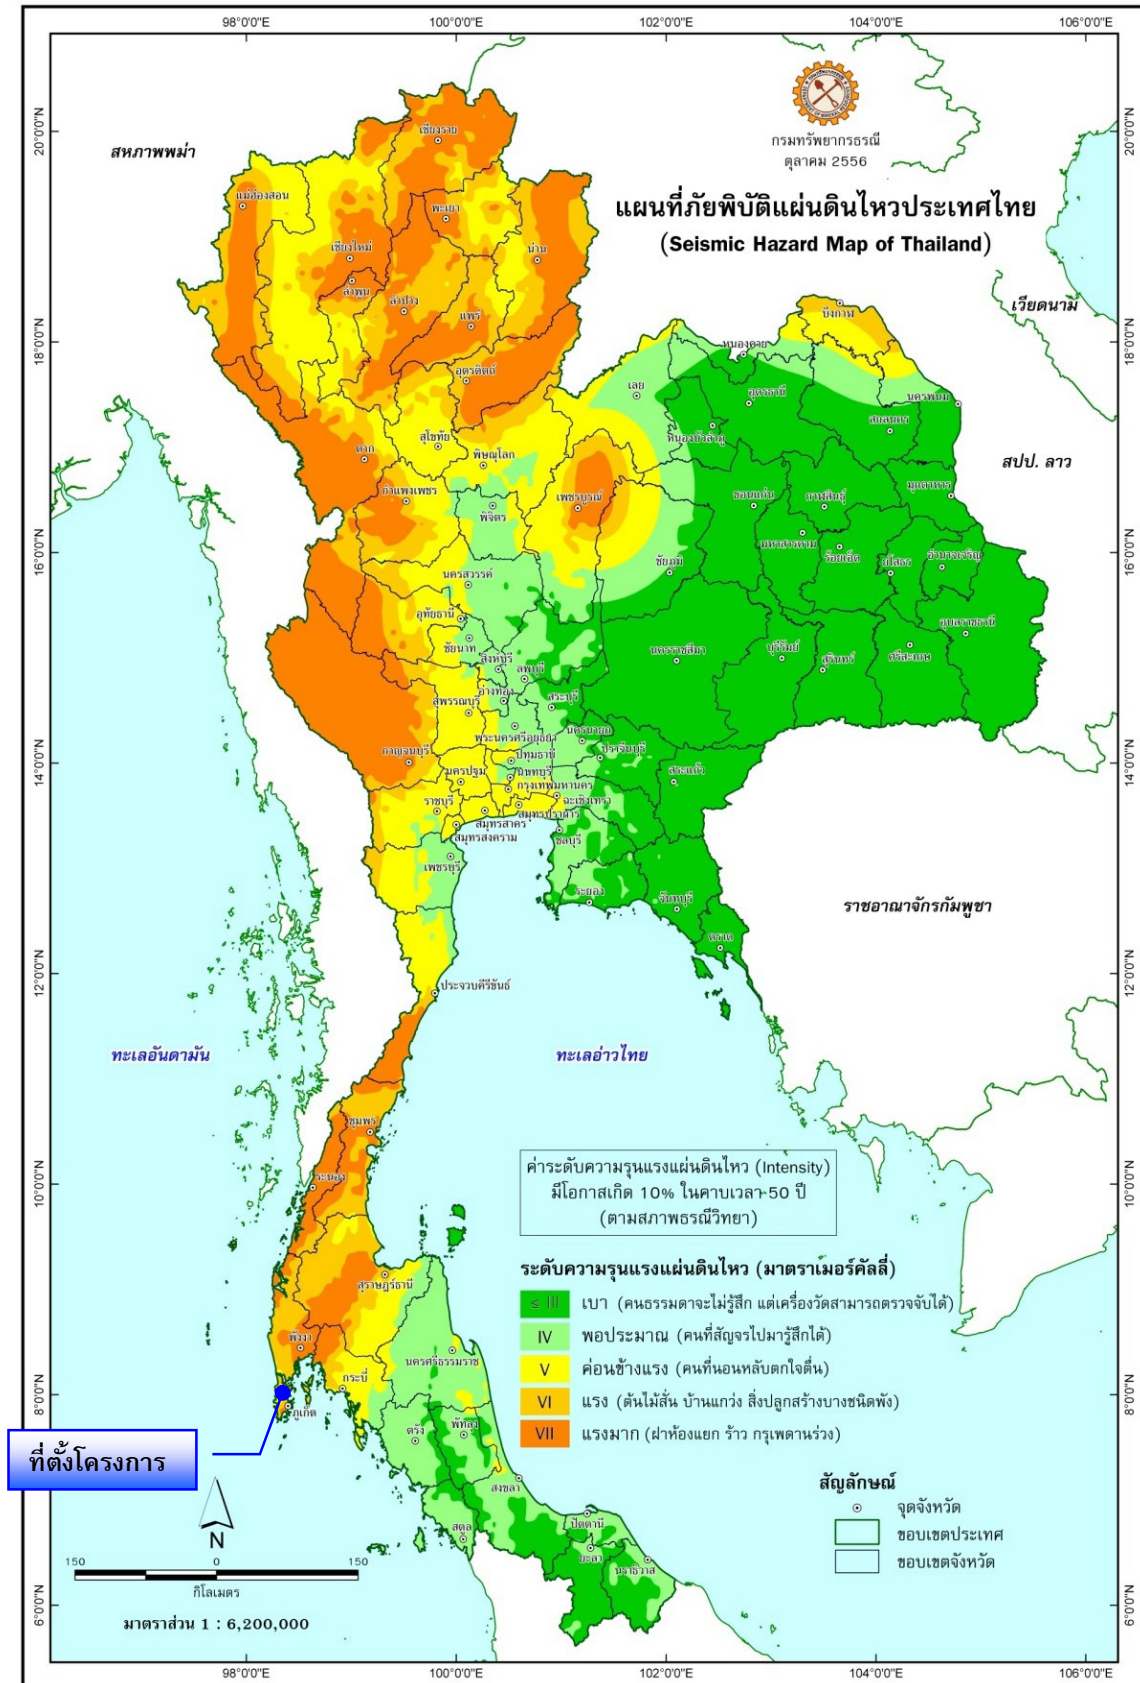 98°0'0"E 100°0'0"E 102°0'0"E 104°0'0"E 106°0'0"E
กรมทรัพยากรธรณี
ตุลาคม 2556
แผนที่ภัยพิบัติแผ่นดินไหวประเทศไทย
(Seismic Hazard Map of Thailand)
สหภาพพม่า
เวียดนาม
สปป. ลาว
ราชอาณาจักรกัมพูชา
ทะเลอันดามัน
ทะเลอ่าวไทย
20°0'0"N 20°0'0"N
18°0'0"N 18°0'0"N
16°0'0"N 16°0'0"N
14°0'0"N 14°0'0"N
12°0'0"N 12°0'0"N
10°0'0"N 10°0'0"N
8°0'0"N 8°0'0"N
6°0'0"N 6°0'0"N
เชียงราย
แม่ฮ่องสอน
พะเยา
เชียงใหม่
น่าน
ลำพูน
ลำปาง
แพร่
อุตรดิตถ์
บึงกาฬ
หนองคาย
เลย
อุดรธานี
นครพนม
สกลนคร
หนองบัวลำภู
สุโขทัย
ตาก
พิษณุโลก
กำแพงเพชร
เพชรบูรณ์
พิจิตร
ขอนแก่น
กาฬสินธุ์
มุกดาหาร
มหาสารคาม
ร้อยเอ็ด
ยโสธร
อำนาจเจริญ
ชัยภูมิ
นครสวรรค์
อุทัยธานี
ชัยนาท
สิงห์บุรี
ลพบุรี
นครราชสีมา
บุรีรัมย์
สุรินทร์
ศรีสะเกษ
อุบลราชธานี
อ่างทอง
สระบุรี
สุพรรณบุรี
พระนครศรีอยุธยา
นครนายก
ปราจีนบุรี
กาญจนบุรี
ปทุมธานี
นนทบุรี
สระแก้ว
นครปฐม
กรุงเทพมหานคร
ฉะเชิงเทรา
ราชบุรี
สมุทรปราการ
สมุทรสาคร
สมุทรสงคราม
ชลบุรี
เพชรบุรี
ระยอง
จันทบุรี
ตราด
ประจวบคีรีขันธ์
ชุมพร
ระนอง
สุราษฎร์ธานี
พังงา
นครศรีธรรมราช
กระบี่
ภูเก็ต
ตรัง
พัทลุง
สงขลา
สตูล
ปัตตานี
ยะลา
นราธิวาส
ที่ตั้งโครงการ
ค่าระดับความรุนแรงแผ่นดินไหว (Intensity)
มีโอกาสเกิด 10% ในคาบเวลา 50 ปี
(ตามสภาพธรณีวิทยา)
ระดับความรุนแรงแผ่นดินไหว (มาตราเมอร์คัลลี่)
≤ III เบา (คนธรรมดาจะไม่รู้สึก แต่เครื่องวัดสามารถตรวจจับได้)
IV พอประมาณ (คนที่สัญจรไปมารู้สึกได้)
V ค่อนข้างแรง (คนที่นอนหลับตกใจตื่น)
VI แรง (ต้นไม้สั่น บ้านแกว่ง สิ่งปลูกสร้างบางชนิดพัง)
VII แรงมาก (ฝาห้องแยก ร้าว กรุเพดานร่วง)
สัญลักษณ์
จุดจังหวัด
ขอบเขตประเทศ
ขอบเขตจังหวัด
N
150 0 150
กิโลเมตร
มาตราส่วน 1 : 6,200,000
98°0'0"E 100°0'0"E 102°0'0"E 104°0'0"E 106°0'0"E